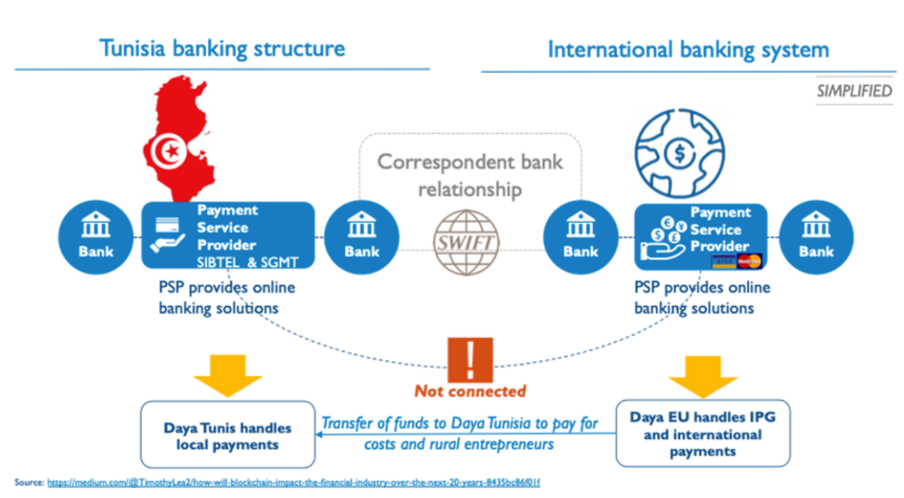 Tunisia banking structure
International banking system
SIMPLIFIED
Correspondent bank
relationship
SWIFT
Bank
Payment
Service
Provider
SIBTEL & SGMT
Bank
Bank
Payment
Service
Provider
Bank
PSP provides online
banking solutions
PSP provides online
banking solutions
!
Not connected
Daya Tunis handles
local payments
Transfer of funds to Daya Tunisia to pay for
costs and rural entrepreneurs
Daya EU handles IPG
and international
payments
Source: https://medium.com/@TimothyLea2/how-will-blockchain-impact-the-financial-industry-over-the-next-20-years-8435bc86f01f